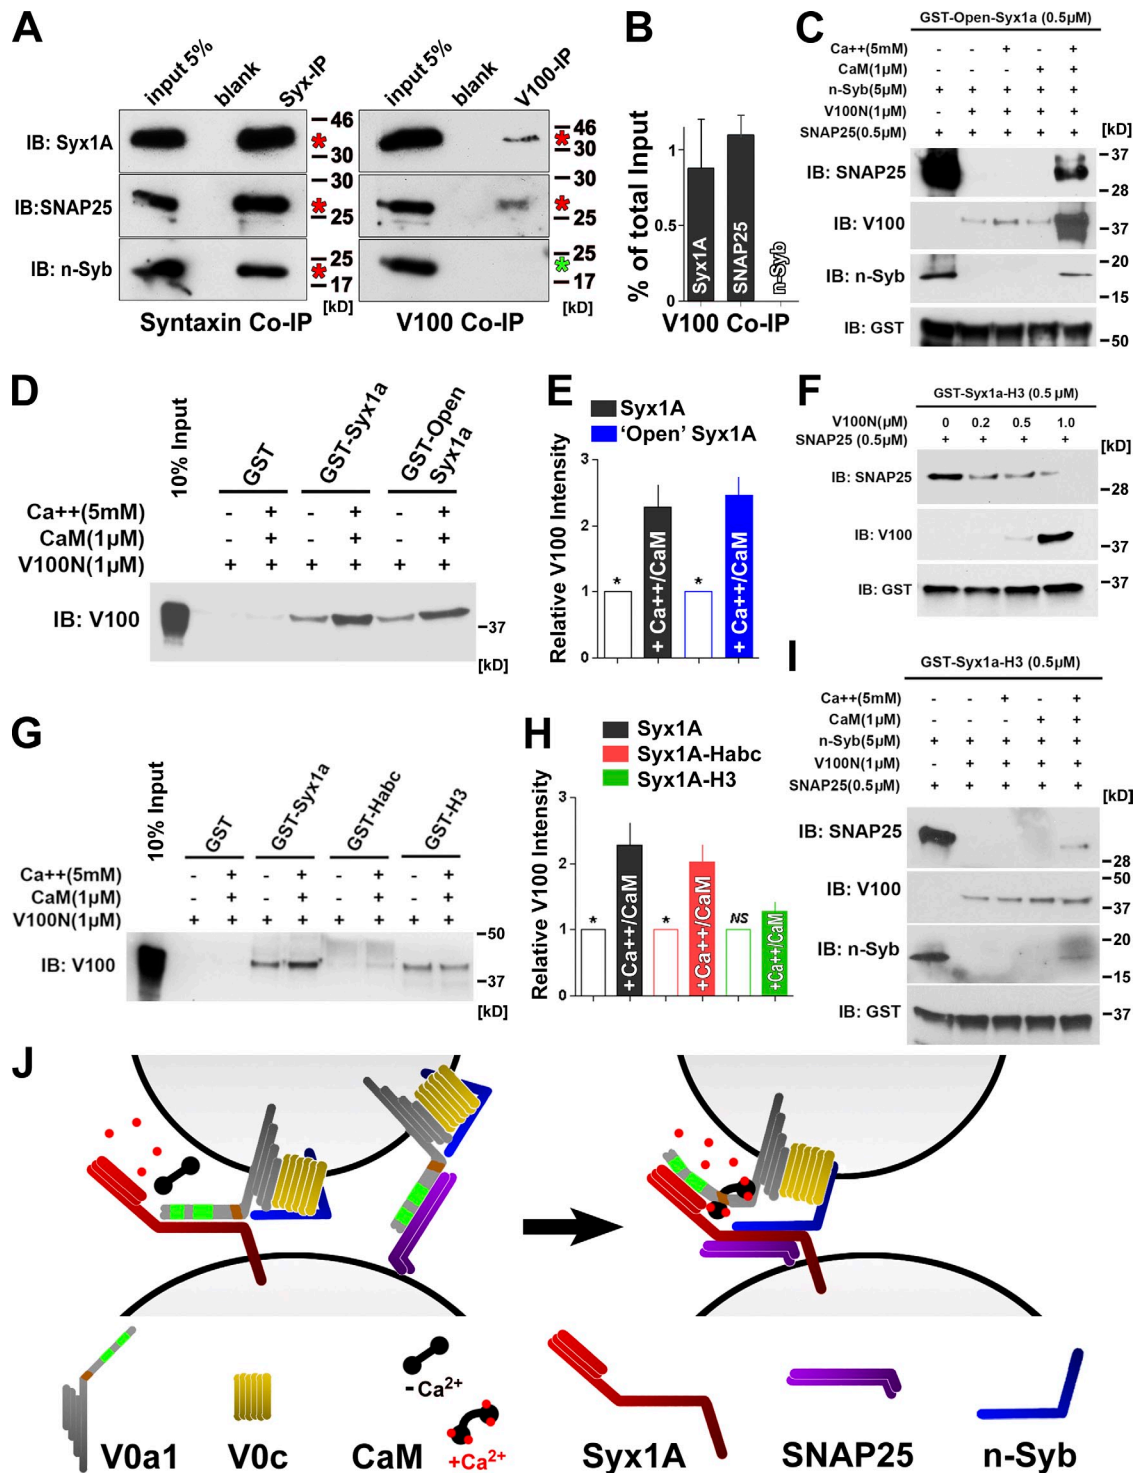 A
input 5%
blank
Syx-IP
input 5%
blank
V100-IP
IB: Syx1A
46
30
46
30
IB:SNAP25
30
25
30
25
IB: n-Syb
25
17
25
17
[kD]
[kD]
Syntaxin Co-IP
V100 Co-IP
B
% of total Input
1
0.5
0
Syx1A
SNAP25
n-Syb
V100 Co-IP
C
GST-Open-Syx1a (0.5µM)
Ca++(5mM) - - + - +
CaM(1µM) - - - + +
n-Syb(5µM) + + + + +
V100N(1µM) - + + + +
SNAP25(0.5µM) + + + + +
[kD]
IB: SNAP25
37
28
IB: V100
37
IB: n-Syb
20
15
IB: GST
50
D
10% Input
GST
GST-Syx1a
GST-Open
Syx1a
Ca++(5mM) - + - + - +
CaM(1µM) - + - + - +
V100N(1µM) + + + + + +
IB: V100
37
[kD]
E
Syx1A
'Open' Syx1A
Relative V100 Intensity
3
2
1
0
*
+ Ca++/CaM
*
+ Ca++/CaM
F
GST-Syx1a-H3 (0.5 µM)
V100N(µM) 0 0.2 0.5 1.0
SNAP25 (0.5µM) + + + +
[kD]
IB: SNAP25
28
IB: V100
37
IB: GST
37
G
10% Input
GST
GST-Syx1a
GST-Habc
GST-H3
Ca++(5mM) - + - + - + - +
CaM(1µM) - + - + - + - +
V100N(1µM) + + + + + + + +
IB: V100
50
37
[kD]
H
Syx1A
Syx1A-Habc
Syx1A-H3
Relative V100 Intensity
3
2
1
0
*
+Ca++/CaM
*
+Ca++/CaM
NS
+Ca++/CaM
I
GST-Syx1a-H3 (0.5µM)
Ca++(5mM) - - + - +
CaM(1µM) - - - + +
n-Syb(5µM) + + + + +
V100N(1µM) - + + + +
SNAP25(0.5µM) + + + + +
[kD]
IB: SNAP25
28
IB: V100
50
37
IB: n-Syb
20
15
IB: GST
37
J
-Ca²⁺
+Ca²⁺
V0a1
V0c
CaM
Syx1A
SNAP25
n-Syb